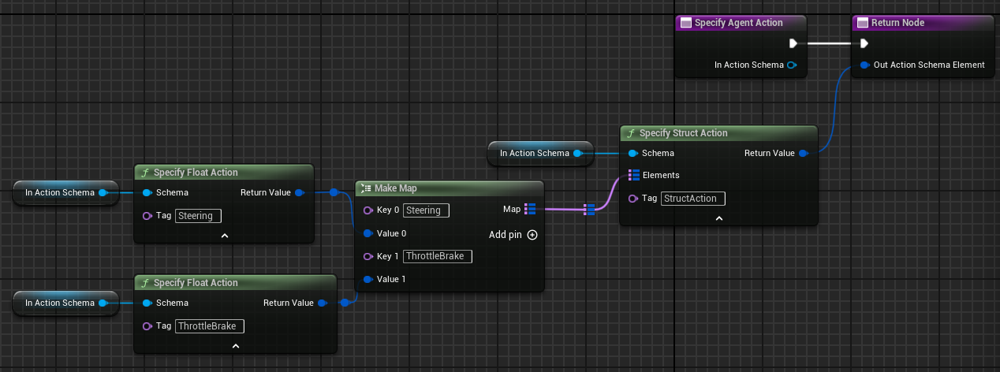 Specify Agent Action
In Action Schema
Return Node
Out Action Schema Element
In Action Schema
f Specify Struct Action
Schema Return Value
Elements
Tag StructAction
In Action Schema
f Specify Float Action
Schema Return Value
Tag Steering
Make Map
Key 0 Steering Map
Value 0 Add pin
Key 1 ThrottleBrake
Value 1
In Action Schema
f Specify Float Action
Schema Return Value
Tag ThrottleBrake